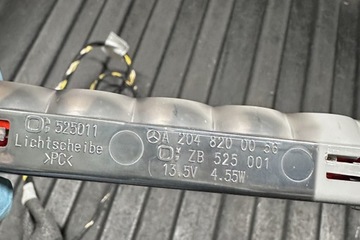 525011
Lichtscheibe
>PC<
A 204 820 00 56
ZB 525 001
13.5V 4.55W